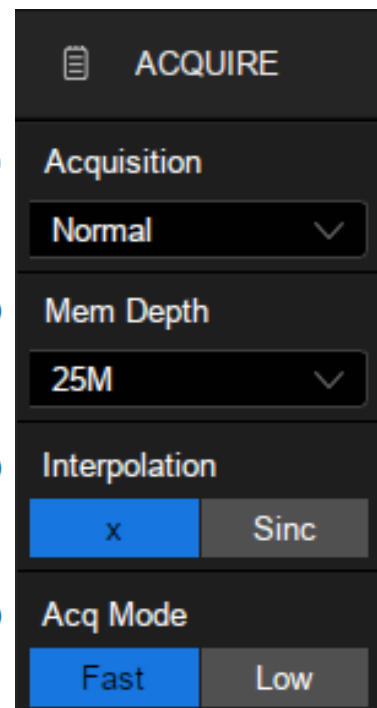 ACQUIRE
Acquisition
Normal
Mem Depth
25M
Interpolation
x Sinc
Acq Mode
Fast Low